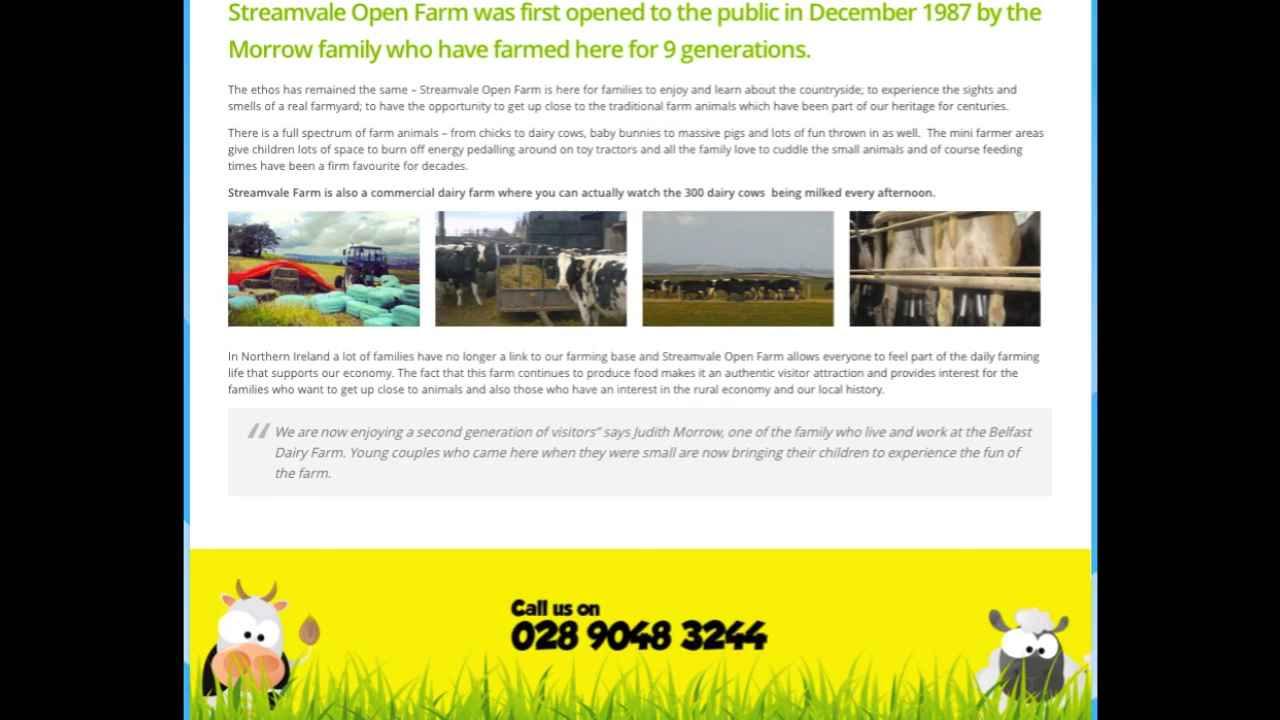 Streamvale Open Farm was first opened to the public in December 1987 by the
Morrow family who have farmed here for 9 generations.
The ethos has remained the same – Streamvale Open Farm is here for families to enjoy and learn about the countryside; to experience the sights and
smells of a real farmyard; to have the opportunity to get up close to the traditional farm animals which have been part of our heritage for centuries.
There is a full spectrum of farm animals – from chicks to dairy cows, baby bunnies to massive pigs and lots of fun thrown in as well. The mini farmer areas
give children lots of space to burn off energy pedalling around on toy tractors and all the family love to cuddle the small animals and of course feeding
times have been a firm favourite for decades.
Streamvale Farm is also a commercial dairy farm where you can actually watch the 300 dairy cows being milked every afternoon.
In Northern Ireland a lot of families have no longer a link to our farming base and Streamvale Open Farm allows everyone to feel part of the daily farming
life that supports our economy. The fact that this farm continues to produce food makes it an authentic visitor attraction and provides interest for the
families who want to get up close to animals and also those who have an interest in the rural economy and our local history.
" We are now enjoying a second generation of visitors” says Judith Morrow, one of the family who live and work at the Belfast
Dairy Farm. Young couples who came here when they were small are now bringing their children to experience the fun of
the farm.
Call us on
028 9048 3244